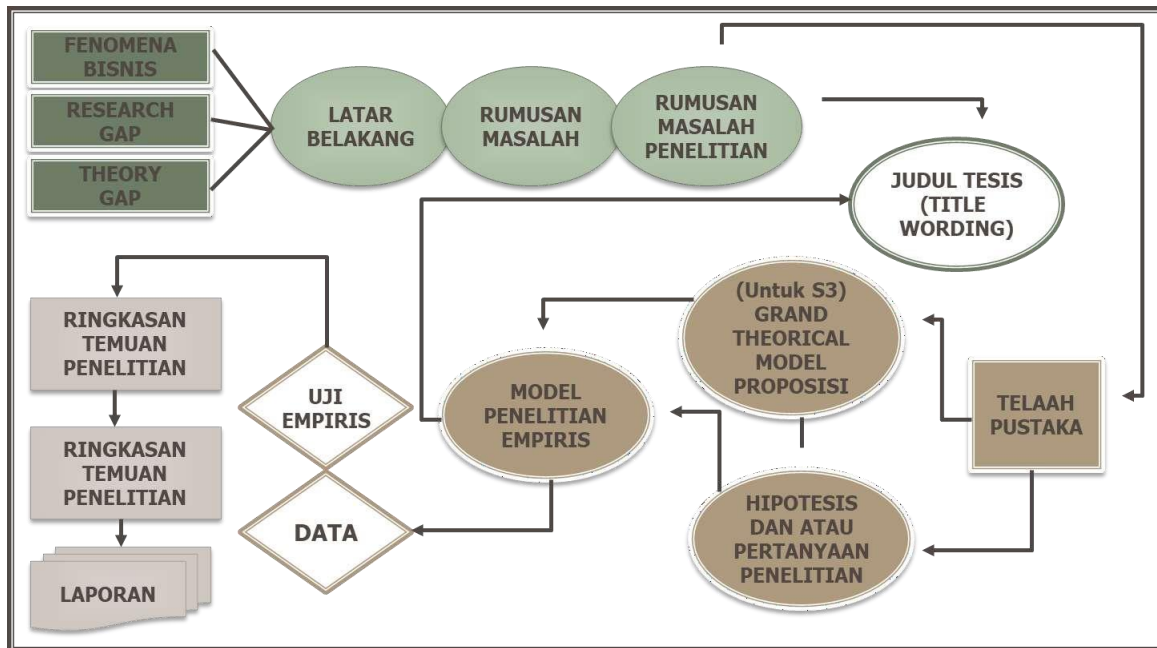 FENOMENA
BISNIS
RESEARCH
GAP
THEORY
GAP
LATAR
BELAKANG
RUMUSAN
MASALAH
RUMUSAN
MASALAH
PENELITIAN
JUDUL TESIS
(TITLE
WORDING)
(Untuk S3)
GRAND
THEORICAL
MODEL
PROPOSISI
TELAAH
PUSTAKA
HIPOTESIS
DAN ATAU
PERTANYAAN
PENELITIAN
MODEL
PENELITIAN
EMPIRIS
UJI
EMPIRIS
DATA
RINGKASAN
TEMUAN
PENELITIAN
RINGKASAN
TEMUAN
PENELITIAN
LAPORAN